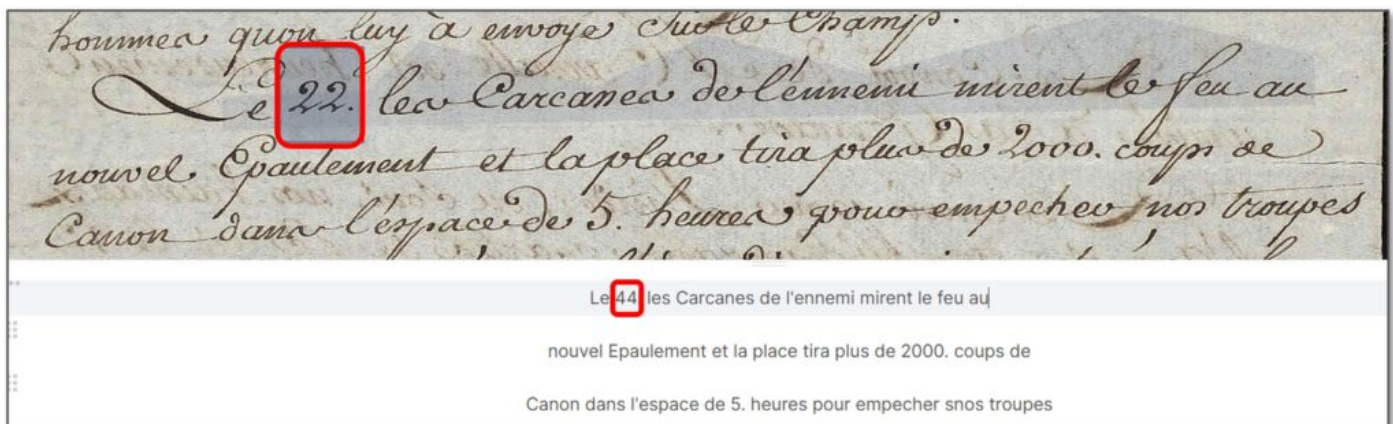 hommes qu'on luy à envoyé sur le Champ.
Le 22. les Carcanes de l'énnemi mirent le feu au
nouvel Epaulement et la place tira plus de 2000. coups de
Canon dans l'éspace de 5. heures pour empecher nos troupes
Le 44 les Carcanes de l'ennemi mirent le feu au
nouvel Epaulement et la place tira plus de 2000. coups de
Canon dans l'espace de 5. heures pour empecher snos troupes